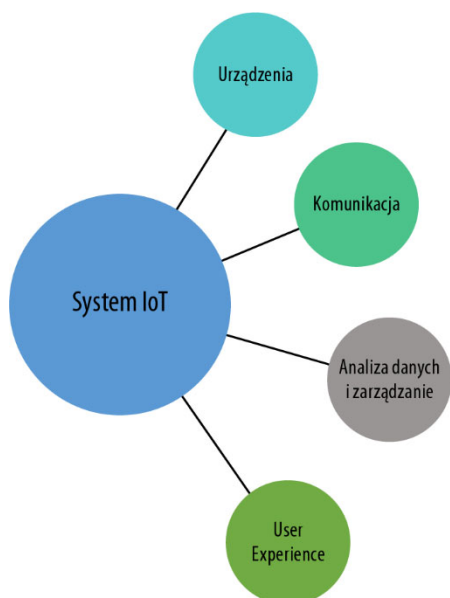 Urządzenia
Komunikacja
System IoT
Analiza danych
i zarządzanie
User
Experience